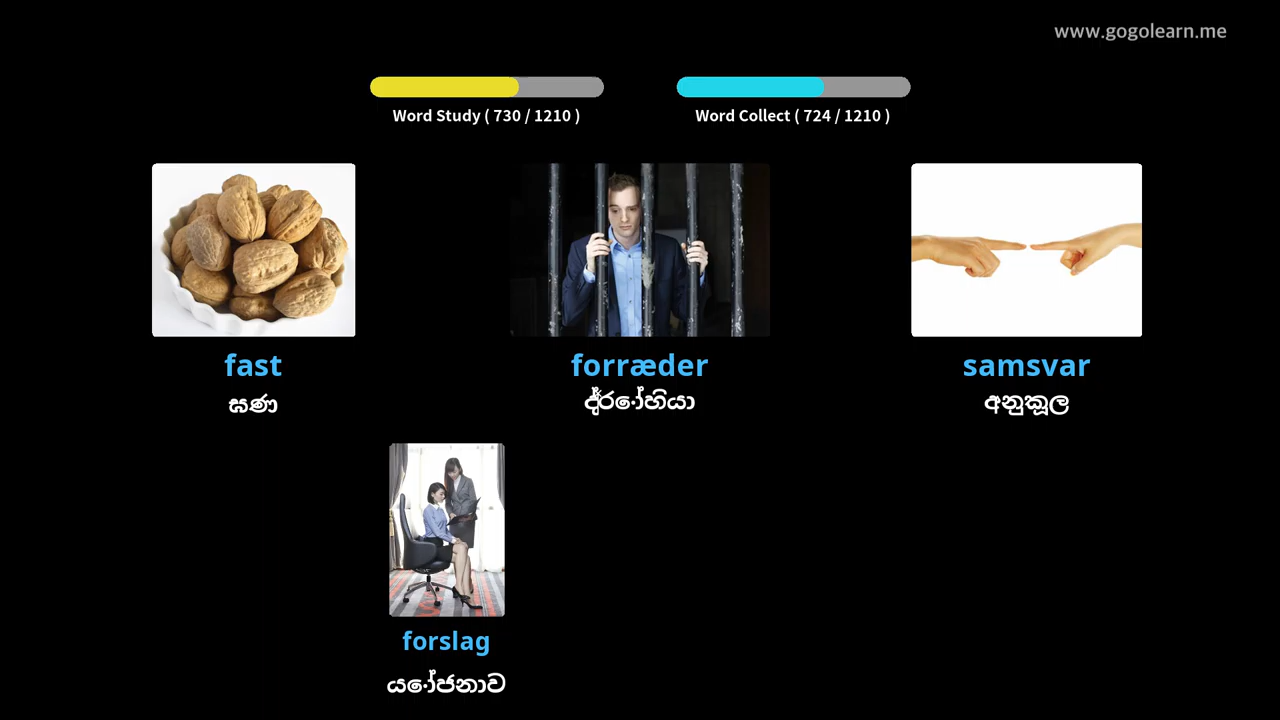 www.gogolearn.me
Word Study ( 730 / 1210 )
Word Collect ( 724 / 1210 )
fast
forræder
samsvar
ඝණ
ද්‍රෝහියා
අනුකූල
forslag
යෝජනාව